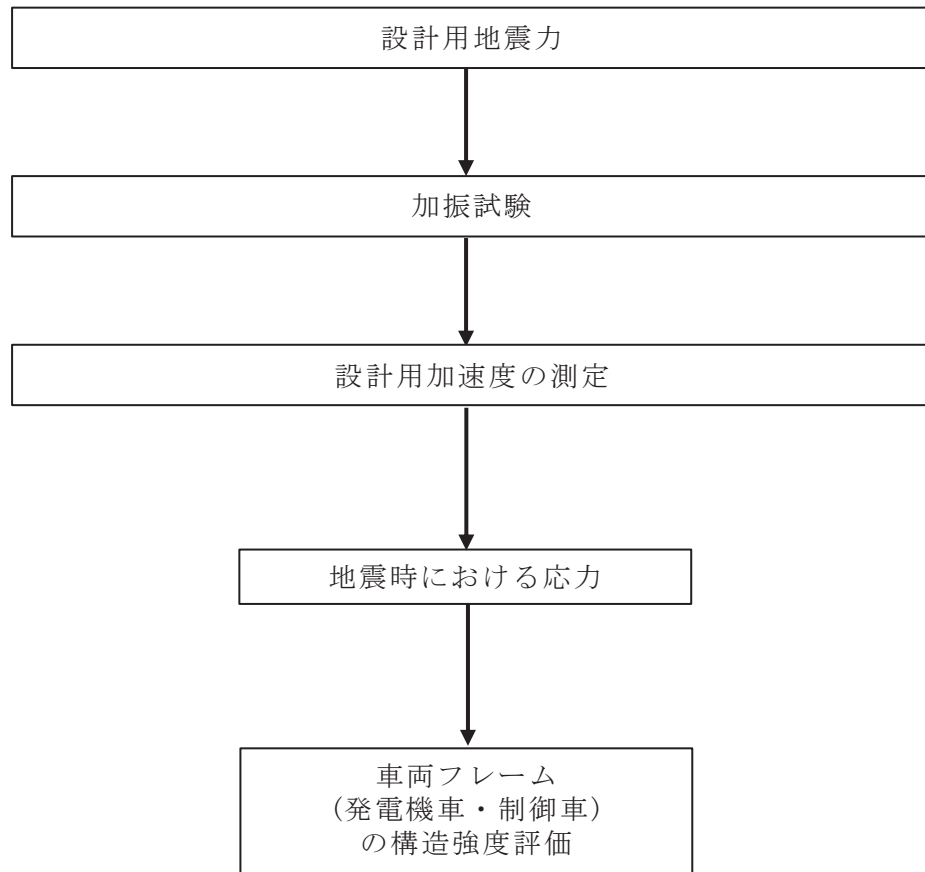 設計用地震力
加振試験
設計用加速度の測定
地震時における応力
車両フレーム
(発電機車・制御車)
の構造強度評価